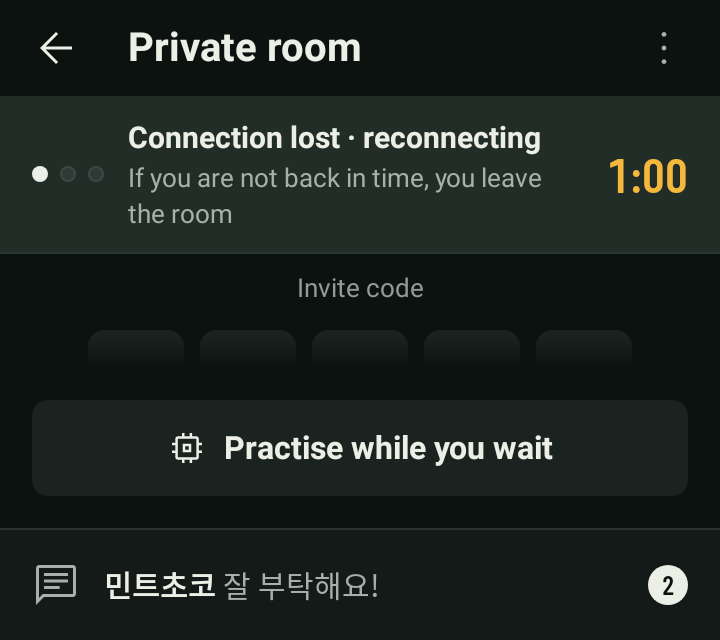 Private room
Connection lost · reconnecting
If you are not back in time, you leave
the room
1:00
Invite code
Practise while you wait
민트초코 잘 부탁해요!
2